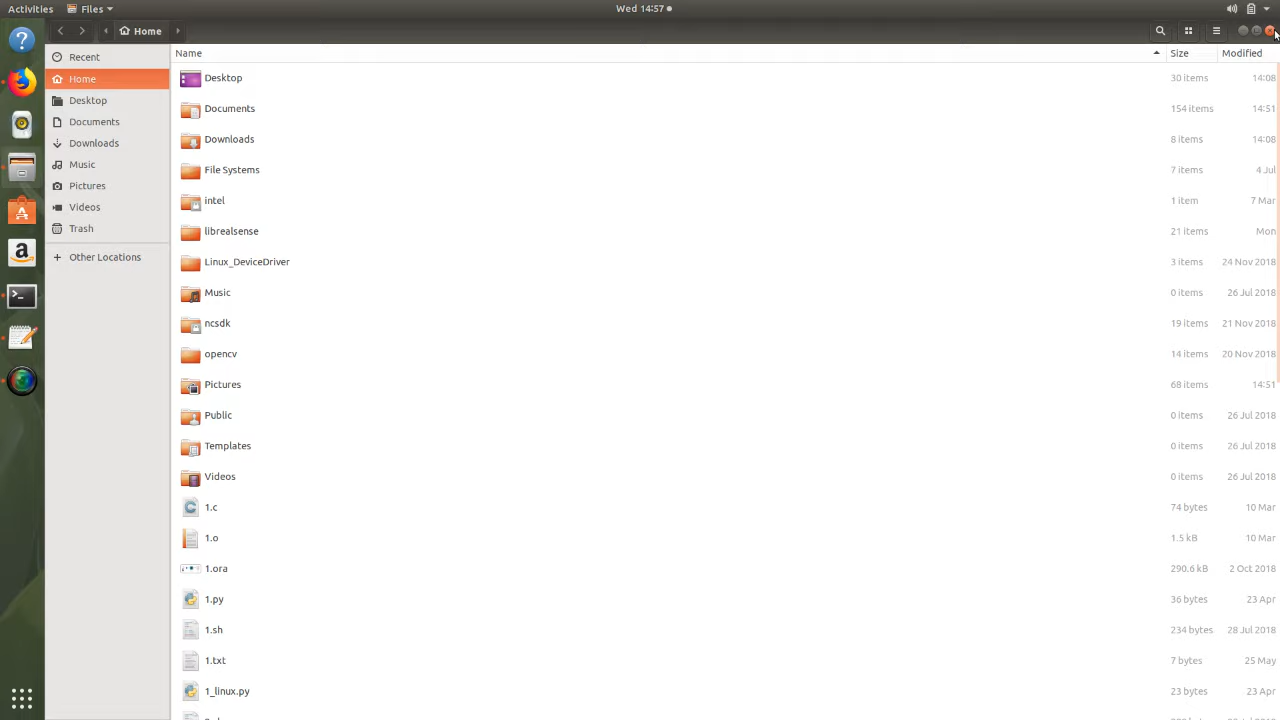 Activities Files Wed 14:57
Home
Recent
Home
Desktop
Documents
Downloads
Music
Pictures
Videos
Trash
+ Other Locations
Name Size Modified
Desktop 30 items 14:08
Documents 154 items 14:51
Downloads 8 items 14:08
File Systems 7 items 4 Jul
intel 1 item 7 Mar
librealsense 21 items Mon
Linux_DeviceDriver 3 items 24 Nov 2018
Music 0 items 26 Jul 2018
ncsdk 19 items 21 Nov 2018
opencv 14 items 20 Nov 2018
Pictures 68 items 14:51
Public 0 items 26 Jul 2018
Templates 0 items 26 Jul 2018
Videos 0 items 26 Jul 2018
1.c 74 bytes 10 Mar
1.o 1.5 kB 10 Mar
1.ora 290.6 kB 2 Oct 2018
1.py 36 bytes 23 Apr
1.sh 234 bytes 28 Jul 2018
1.txt 7 bytes 25 May
1_linux.py 23 bytes 23 Apr